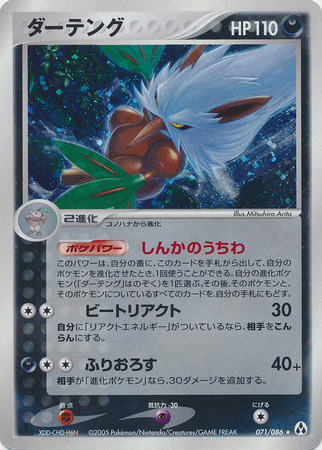 ダーテング HP110
Illus.Mitsuhiro Arita
2進化 コノハナから進化
ポケパワー しんかのうちわ
このパワーは、自分の番に、このカードを手札から出して、自分のポケモンを進化させたとき、1回使うことができる。自分の進化ポケモン（「ダーテング」はのぞく）を1匹選ぶ。その後、そのポケモンと、そのポケモンについているすべてのカードを、自分の手札にもどす。
ビートリアクト 30
自分に「リアクトエネルギー」がついているなら、相手をこんらんにする。
ふりおろす 40+
相手が「進化ポケモン」なら、30ダメージを追加する。
弱点 抵抗力 -30 にげる
XDD-CHD-H6N ©2005 Pokémon/Nintendo/Creatures/GAME FREAK 071/086 ★